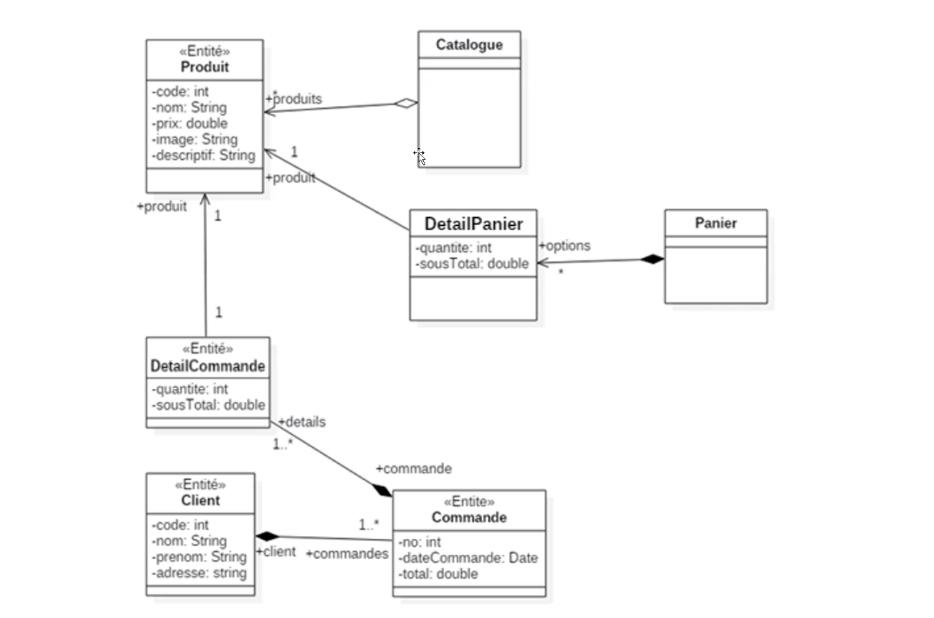 «Entité»
Produit
-code: int
-nom: String
-prix: double
-image: String
-descriptif: String
Catalogue
*
+produits
1
+produit
+produit
1
DetailPanier
-quantite: int
-sousTotal: double
+options
*
Panier
1
«Entité»
DetailCommande
-quantite: int
-sousTotal: double
+details
1..*
+commande
«Entité»
Client
-code: int
-nom: String
-prenom: String
-adresse: string
1..*
+client
+commandes
«Entite»
Commande
-no: int
-dateCommande: Date
-total: double